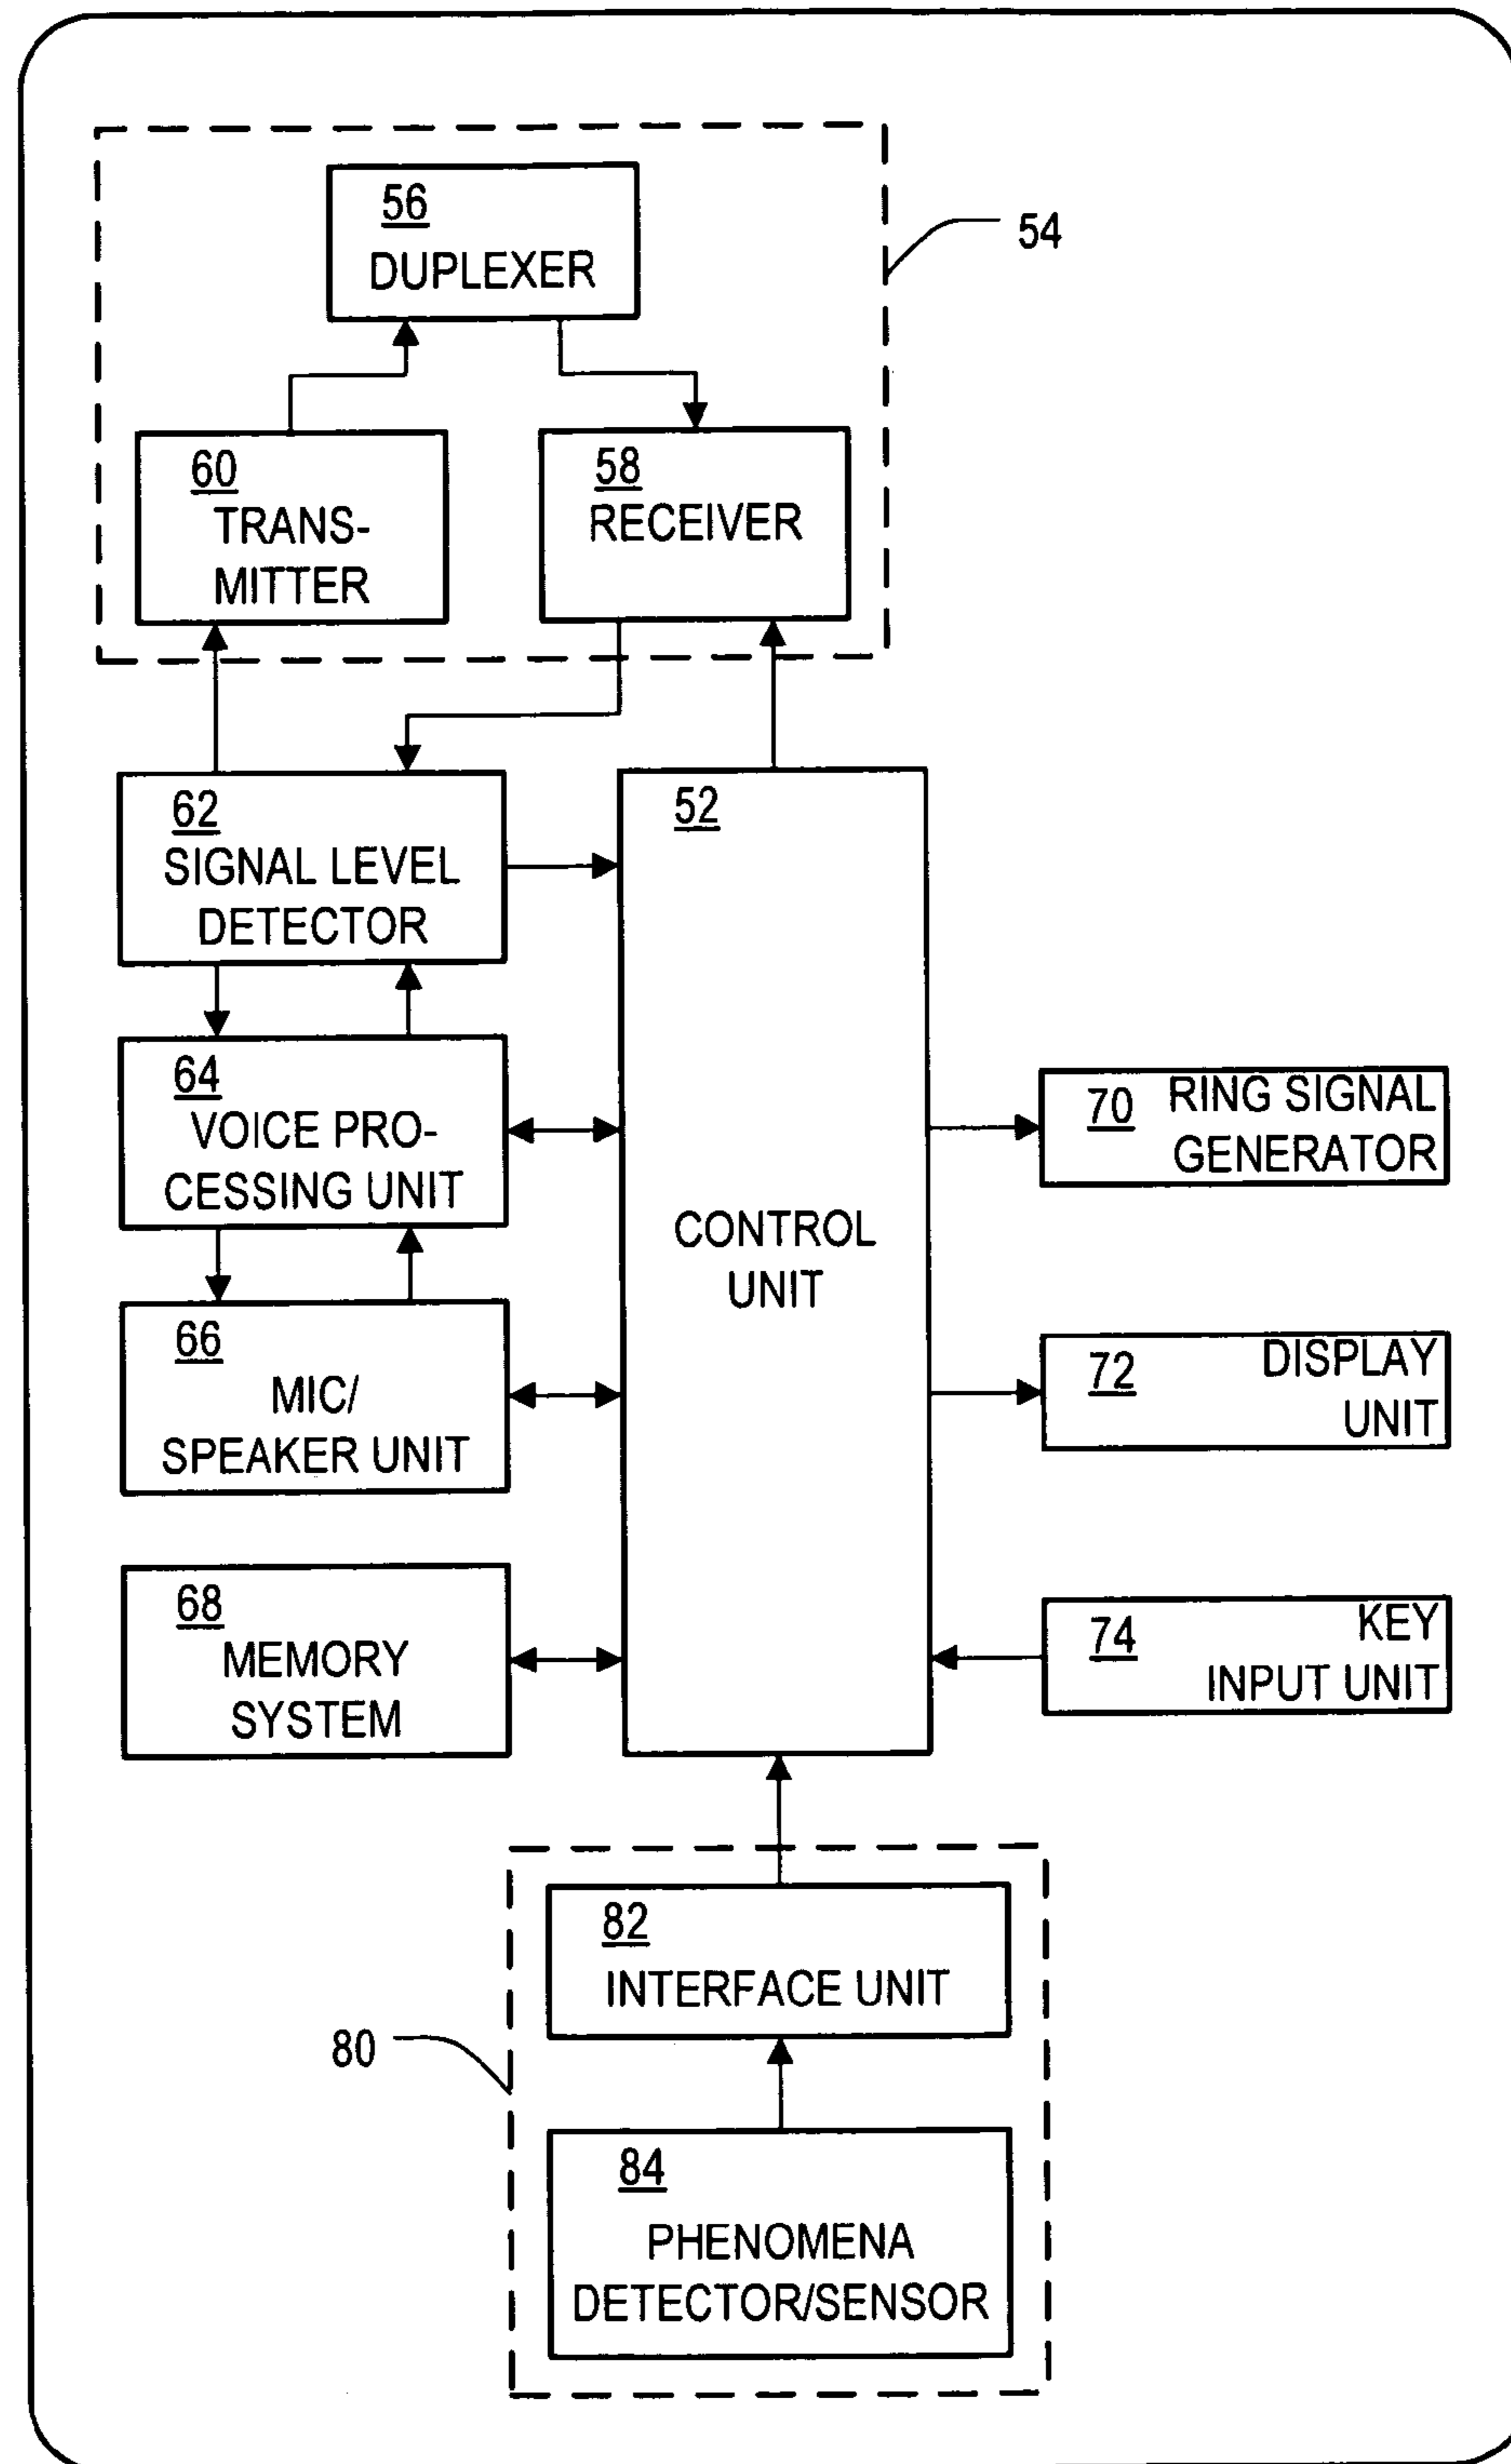 56
DUPLEXER
54
60
TRANS-
MITTER
58
RECEIVER
62
SIGNAL LEVEL
DETECTOR
52
CONTROL
UNIT
64
VOICE PRO-
CESSING UNIT
66
MIC/
SPEAKER UNIT
68
MEMORY
SYSTEM
70 RING SIGNAL
GENERATOR
72 DISPLAY
UNIT
74 KEY
INPUT UNIT
82
INTERFACE UNIT
80
84
PHENOMENA
DETECTOR/SENSOR